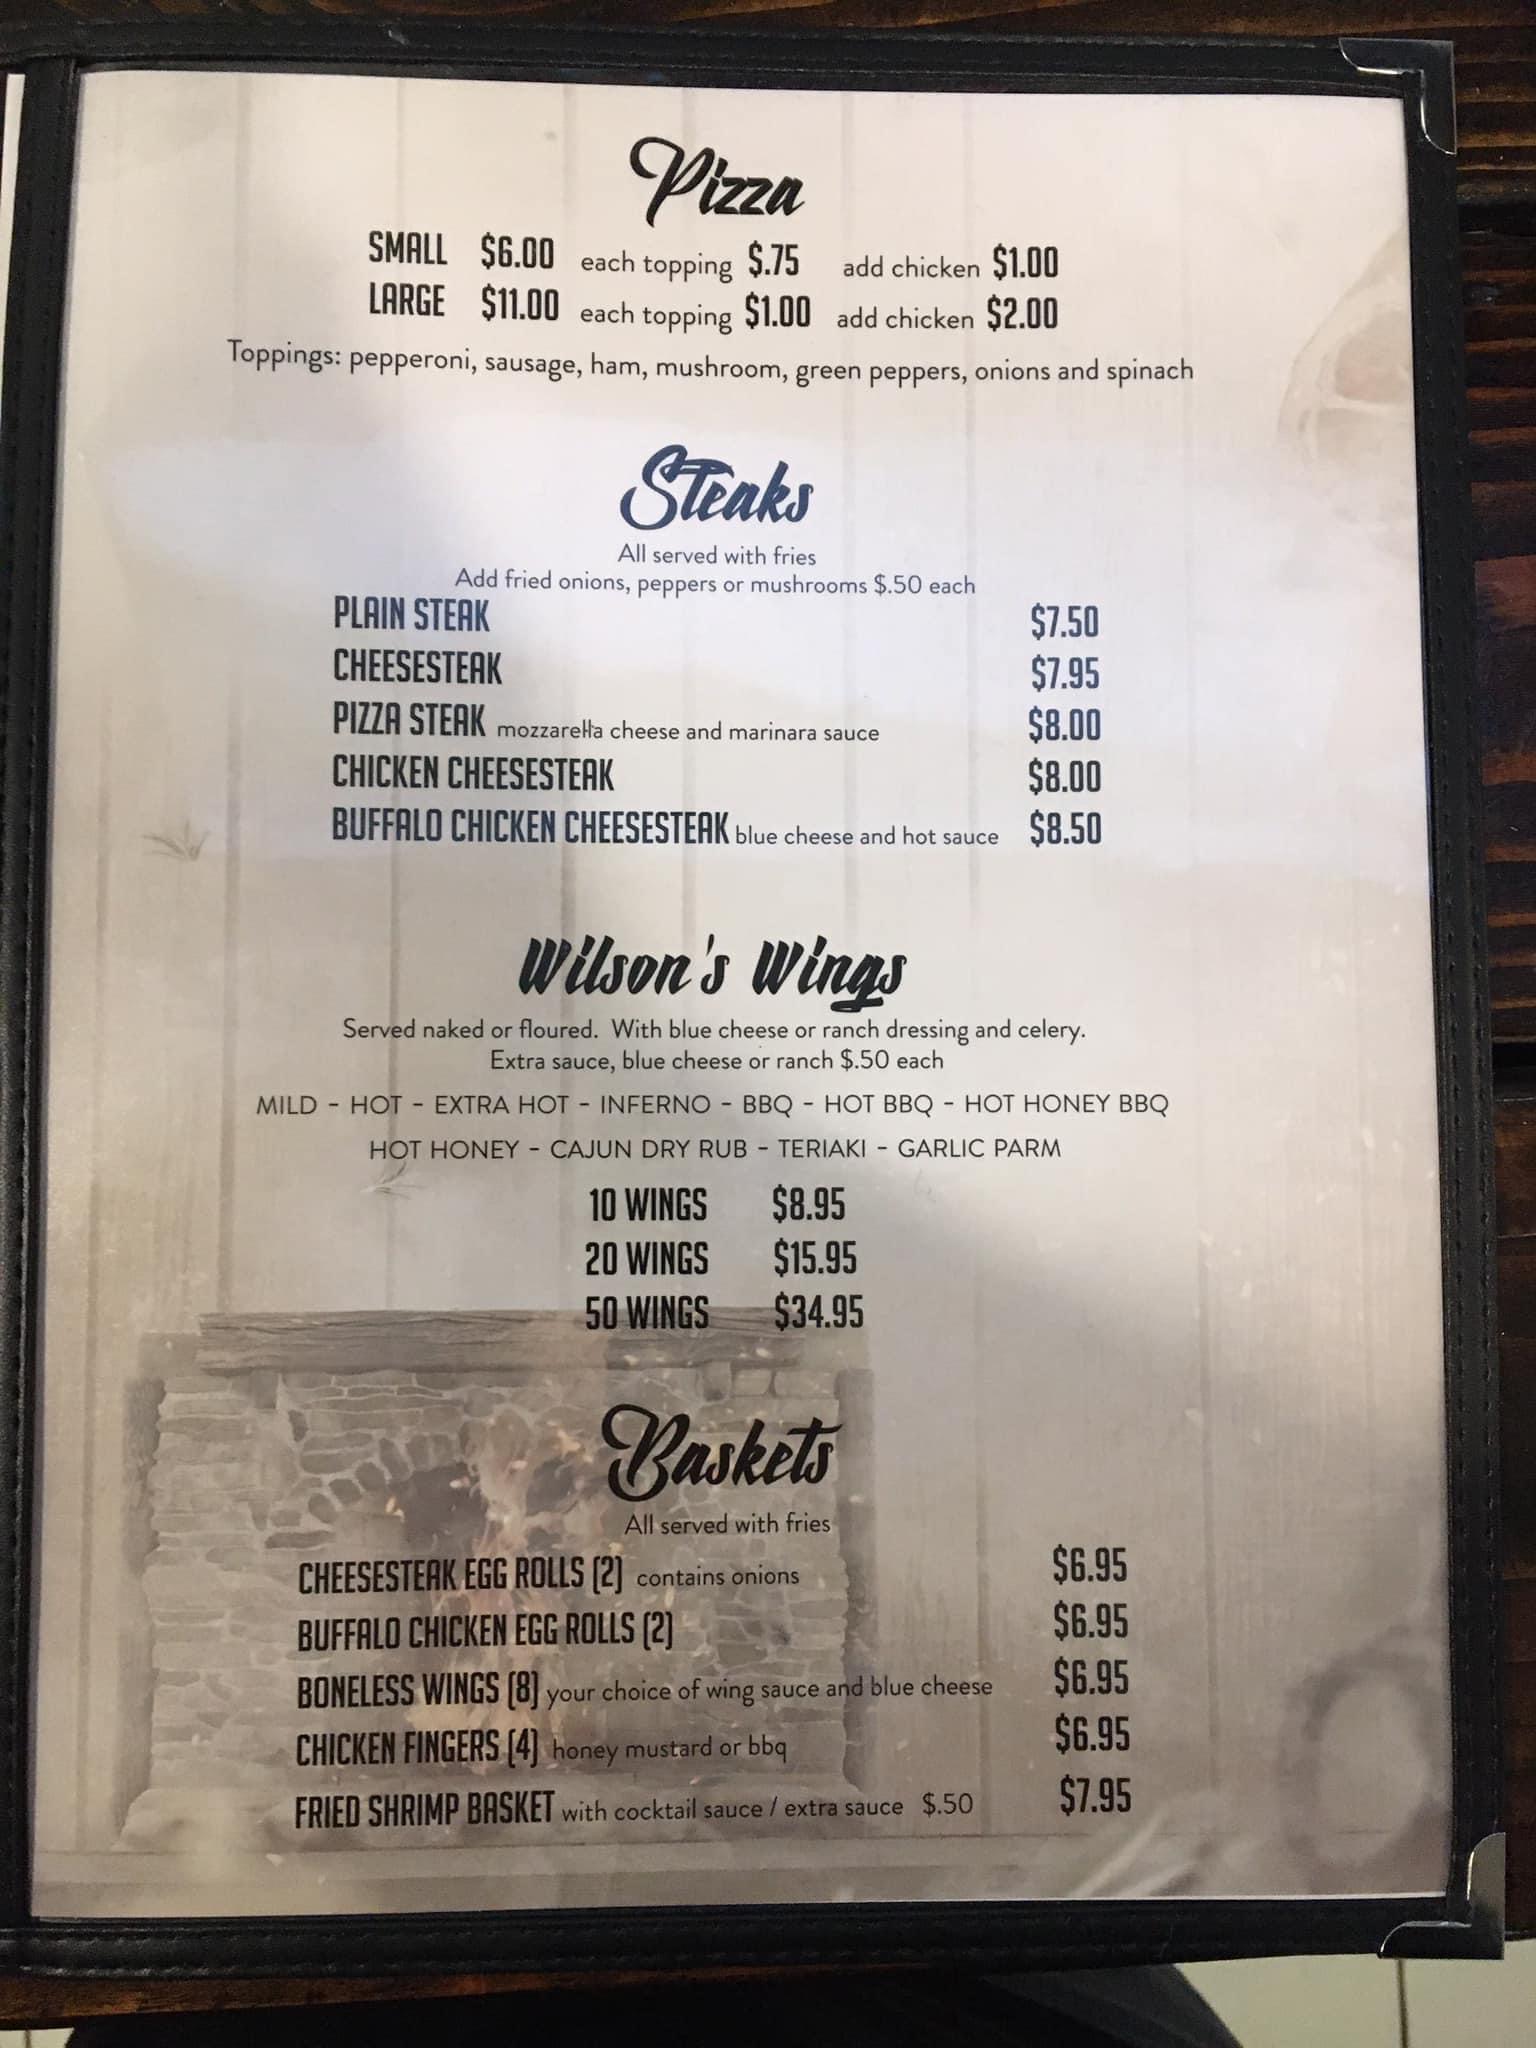 Pizza
SMALL $6.00 each topping $.75 add chicken $1.00
LARGE $11.00 each topping $1.00 add chicken $2.00
Toppings: pepperoni, sausage, ham, mushroom, green peppers, onions and spinach
Steaks
All served with fries
Add fried onions, peppers or mushrooms $.50 each
PLAIN STEAK $7.50
CHEESESTEAK $7.95
PIZZA STEAK mozzarella cheese and marinara sauce $8.00
CHICKEN CHEESESTEAK $8.00
BUFFALO CHICKEN CHEESESTEAK blue cheese and hot sauce $8.50
Wilson's Wings
Served naked or floured. With blue cheese or ranch dressing and celery.
Extra sauce, blue cheese or ranch $.50 each
MILD - HOT - EXTRA HOT - INFERNO - BBQ - HOT BBQ - HOT HONEY BBQ
HOT HONEY - CAJUN DRY RUB - TERIAKI - GARLIC PARM
10 WINGS $8.95
20 WINGS $15.95
50 WINGS $34.95
Baskets
All served with fries
CHEESESTEAK EGG ROLLS (2) contains onions $6.95
BUFFALO CHICKEN EGG ROLLS (2) $6.95
BONELESS WINGS (8) your choice of wing sauce and blue cheese $6.95
CHICKEN FINGERS (4) honey mustard or bbq $6.95
FRIED SHRIMP BASKET with cocktail sauce / extra sauce $.50 $7.95